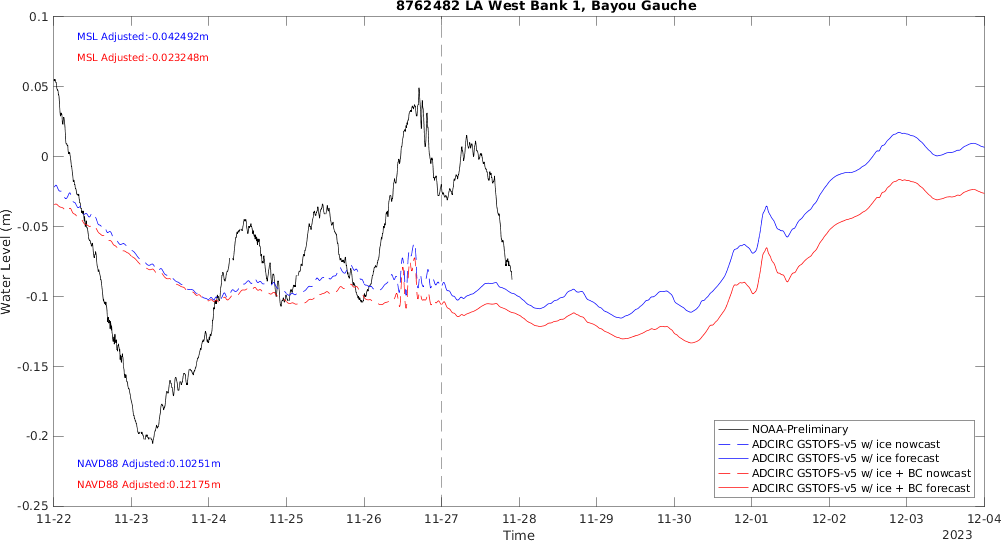 8762482 LA West Bank 1, Bayou Gauche
MSL Adjusted:-0.042492m
MSL Adjusted:-0.023248m
0.1
0.05
0
-0.05
-0.1
-0.15
-0.2
-0.25
Water Level (m)
NAVD88 Adjusted:0.10251m
NAVD88 Adjusted:0.12175m
NOAA-Preliminary
ADCIRC GSTOFS-v5 w/ ice nowcast
ADCIRC GSTOFS-v5 w/ ice forecast
ADCIRC GSTOFS-v5 w/ ice + BC nowcast
ADCIRC GSTOFS-v5 w/ ice + BC forecast
11-22 11-23 11-24 11-25 11-26 11-27 11-28 11-29 11-30 12-01 12-02 12-03 12-04
Time
2023